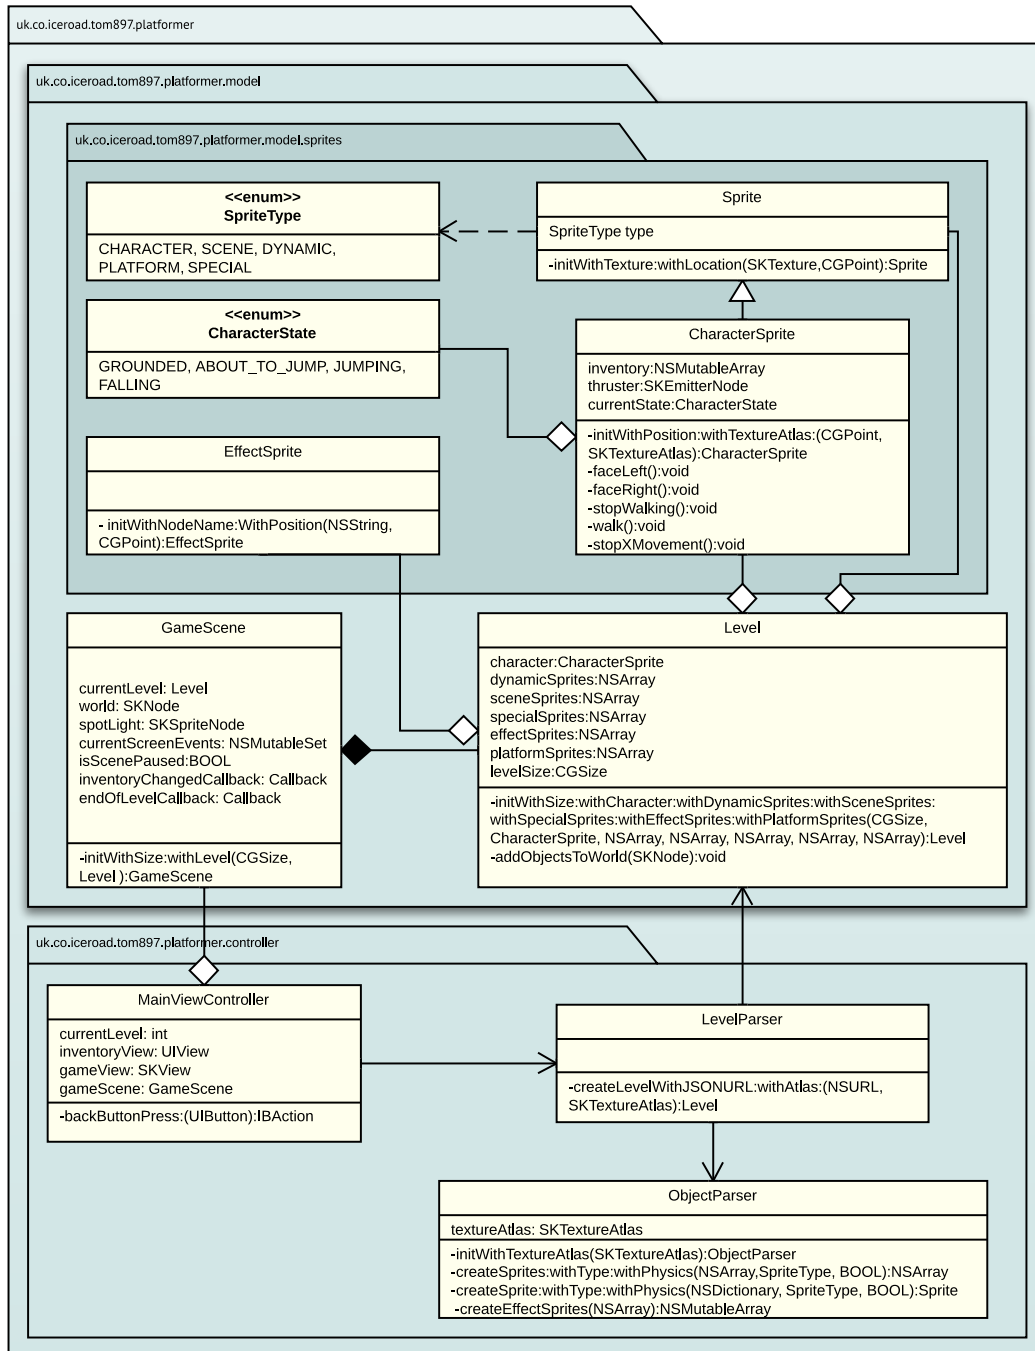 uk.co.iceroad.tom897.platformer
uk.co.iceroad.tom897.platformer.model
uk.co.iceroad.tom897.platformer.model.sprites
<<enum>>
SpriteType
CHARACTER, SCENE, DYNAMIC,
PLATFORM, SPECIAL
Sprite
SpriteType type
-initWithTexture:withLocation(SKTexture,CGPoint):Sprite
<<enum>>
CharacterState
GROUNDED, ABOUT_TO_JUMP, JUMPING,
FALLING
CharacterSprite
inventory:NSMutableArray
thruster:SKEmitterNode
currentState:CharacterState
-initWithPosition:withTextureAtlas:(CGPoint,
SKTextureAtlas):CharacterSprite
-faceLeft():void
-faceRight():void
-stopWalking():void
-walk():void
-stopXMovement():void
EffectSprite
- initWithNodeName:WithPosition(NSString,
CGPoint):EffectSprite
GameScene
currentLevel: Level
world: SKNode
spotLight: SKSpriteNode
currentScreenEvents: NSMutableSet
isScenePaused:BOOL
inventoryChangedCallback: Callback
endOfLevelCallback: Callback
-initWithSize:withLevel(CGSize,
Level ):GameScene
Level
character:CharacterSprite
dynamicSprites:NSArray
sceneSprites:NSArray
specialSprites:NSArray
effectSprites:NSArray
platformSprites:NSArray
levelSize:CGSize
-initWithSize:withCharacter:withDynamicSprites:withSceneSprites:
withSpecialSprites:withEffectSprites:withPlatformSprites(CGSize,
CharacterSprite, NSArray, NSArray, NSArray, NSArray, NSArray):Level
-addObjectsToWorld(SKNode):void
uk.co.iceroad.tom897.platformer.controller
MainViewController
currentLevel: int
inventoryView: UIView
gameView: SKView
gameScene: GameScene
-backButtonPress:(UIButton):IBAction
LevelParser
-createLevelWithJSONURL:withAtlas:(NSURL,
SKTextureAtlas):Level
ObjectParser
textureAtlas: SKTextureAtlas
-initWithTextureAtlas(SKTextureAtlas):ObjectParser
-createSprites:withType:withPhysics(NSArray,SpriteType, BOOL):NSArray
-createSprite:withType:withPhysics(NSDictionary, SpriteType, BOOL):Sprite
-createEffectSprites(NSArray):NSMutableArray